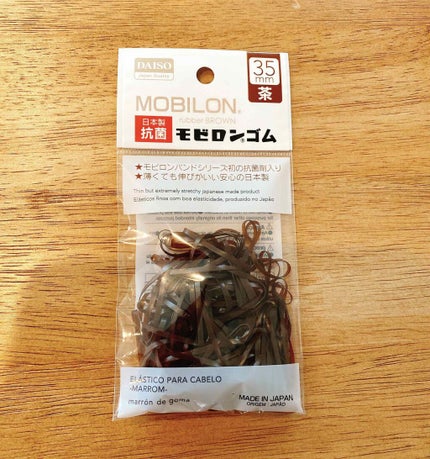 DAISO
Japan Quality
35
mm
茶
MOBILON®
rubber BROWN
日本製
抗菌
モビロン®ゴム
★モビロンバンドシリーズ初の抗菌剤入り
★薄くても伸びがいい安心の日本製
Thin but extremely stretchy Japanese made product
Elásticos finos com boa elasticidade, produzido no Japão
ELÁSTICO PARA CABELO
-MARROM-
marrón de goma
MADE IN JAPAN
ORIGEM : JAPÃO